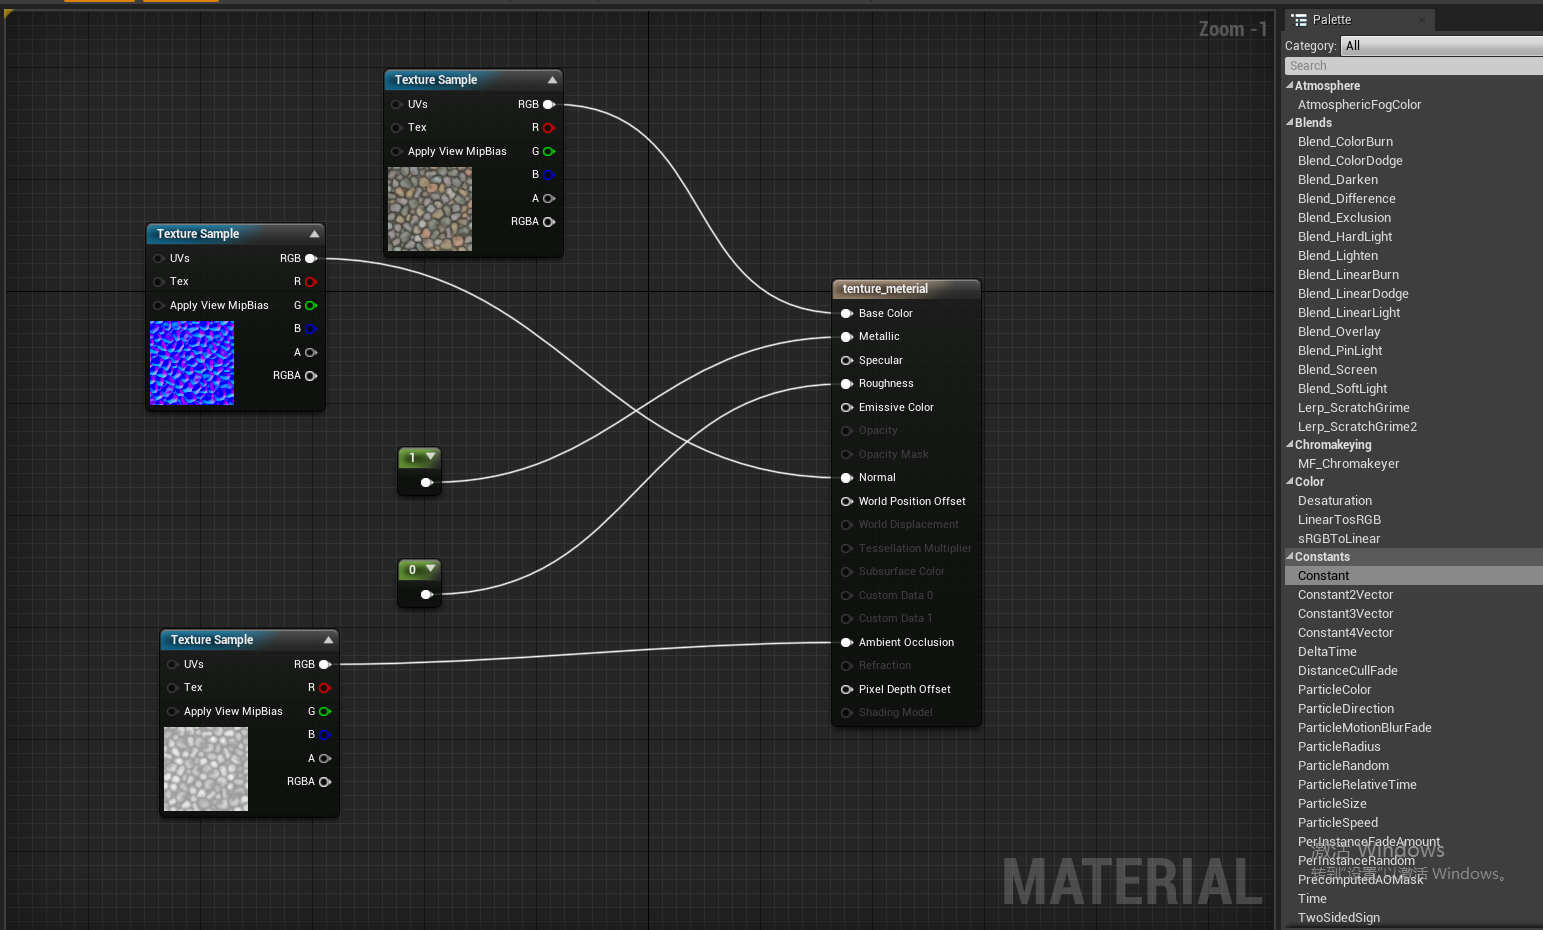 Zoom -1
Texture Sample
UVs RGB
Tex R
Apply View MipBias G
B
A
RGBA
Texture Sample
UVs RGB
Tex R
Apply View MipBias G
B
A
RGBA
1
0
Texture Sample
UVs RGB
Tex R
Apply View MipBias G
B
A
RGBA
tenture_meterial
Base Color
Metallic
Specular
Roughness
Emissive Color
Opacity
Opacity Mask
Normal
World Position Offset
World Displacement
Tessellation Multiplier
Subsurface Color
Custom Data 0
Custom Data 1
Ambient Occlusion
Refraction
Pixel Depth Offset
Shading Model
MATERIAL
Palette
Category: All
Search
Atmosphere
AtmosphericFogColor
Blends
Blend_ColorBurn
Blend_ColorDodge
Blend_Darken
Blend_Difference
Blend_Exclusion
Blend_HardLight
Blend_Lighten
Blend_LinearBurn
Blend_LinearDodge
Blend_LinearLight
Blend_Overlay
Blend_PinLight
Blend_Screen
Blend_SoftLight
Lerp_ScratchGrime
Lerp_ScratchGrime2
Chromakeying
MF_Chromakeyer
Color
Desaturation
LinearTosRGB
sRGBToLinear
Constants
Constant
Constant2Vector
Constant3Vector
Constant4Vector
DeltaTime
DistanceCullFade
ParticleColor
ParticleDirection
ParticleMotionBlurFade
ParticleRadius
ParticleRandom
ParticleRelativeTime
ParticleSize
ParticleSpeed
PerInstanceFadeAmount
PerInstanceRandom
PrecomputedAOMask
Time
TwoSidedSign
激活 Windows
转到“设置”以激活 Windows。